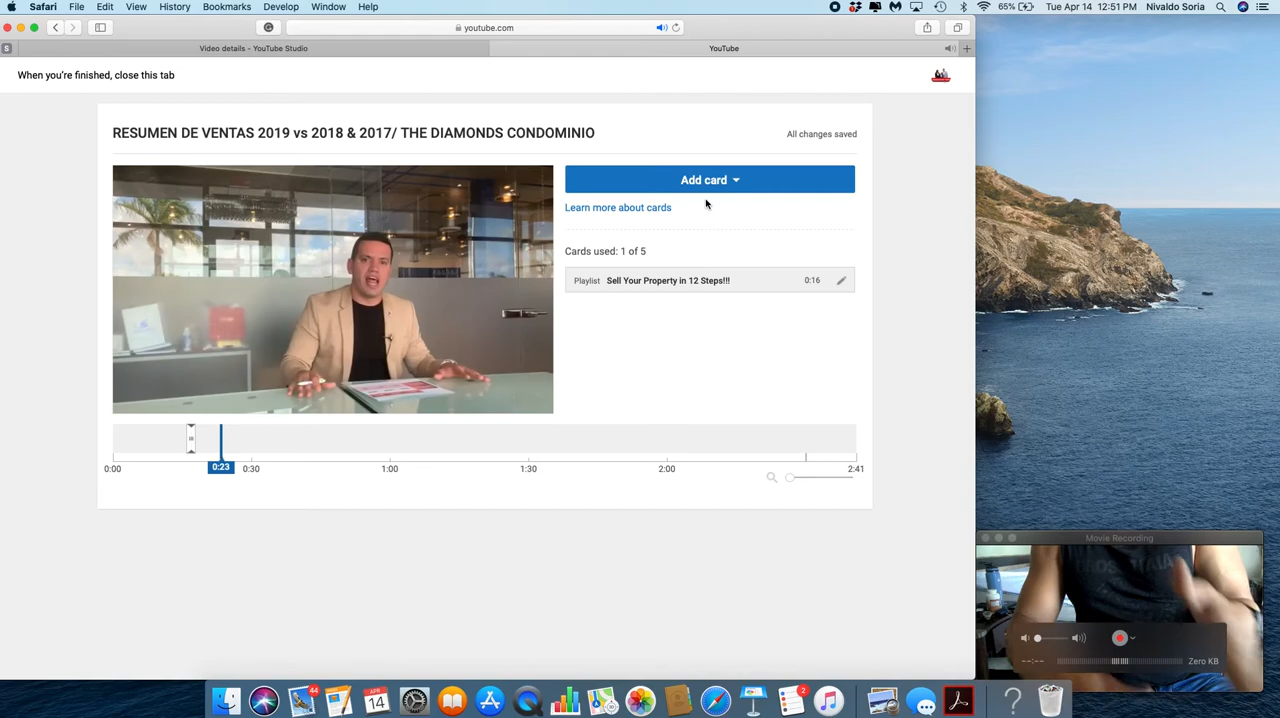 Safari File Edit View History Bookmarks Develop Window Help
65% Tue Apr 14 12:51 PM Nivaldo Soria
youtube.com
S Video details - YouTube Studio YouTube
When you're finished, close this tab
RESUMEN DE VENTAS 2019 vs 2018 & 2017/ THE DIAMONDS CONDOMINIO
All changes saved
Add card
Learn more about cards
Cards used: 1 of 5
Playlist Sell Your Property in 12 Steps!!! 0:16
0:23
0:00 0:30 1:00 1:30 2:00 2:41
Movie Recording
--:-- Zero KB
44
APR
14
2